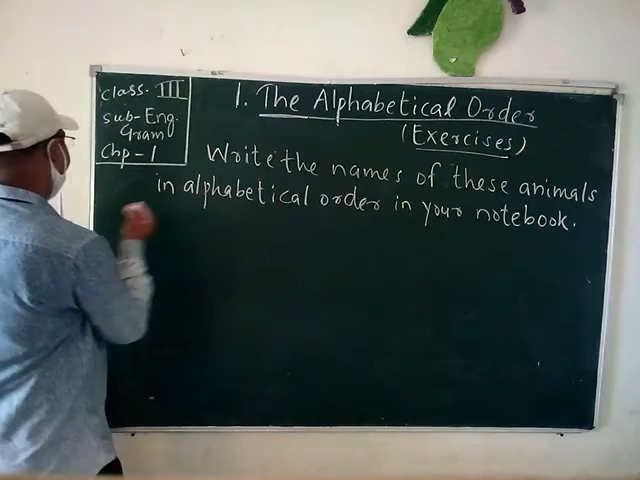 Class - III
Sub - Eng.
Gram
Chp - 1
1. The Alphabetical Order
(Exercises)
Write the names of these animals
in alphabetical order in your notebook.